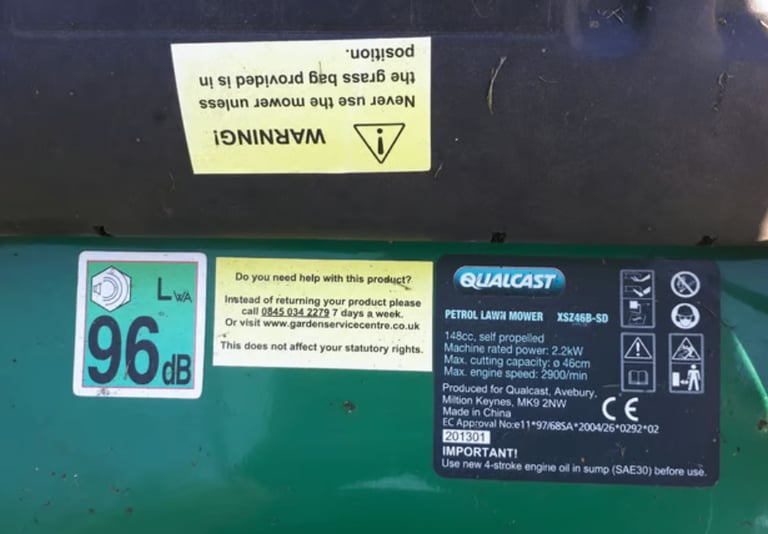 WARNING!
Never use the mower unless
the grass bag provided is in
position.
LWA
96dB
Do you need help with this product?
Instead of returning your product please
call 0845 034 2279 7 days a week.
Or visit www.gardenservicecentre.co.uk
This does not affect your statutory rights.
QUALCAST
PETROL LAWN MOWER XSZ46B-SD
148cc, self propelled
Machine rated power: 2.2kW
Max. cutting capacity: ø 46cm
Max. engine speed: 2900/min
Produced for Qualcast, Avebury,
Miltion Keynes, MK9 2NW
Made in China
CE
EC Approval No:e11*97/68SA*2004/26*0292*02
201301
IMPORTANT!
Use new 4-stroke engine oil in sump (SAE30) before use.